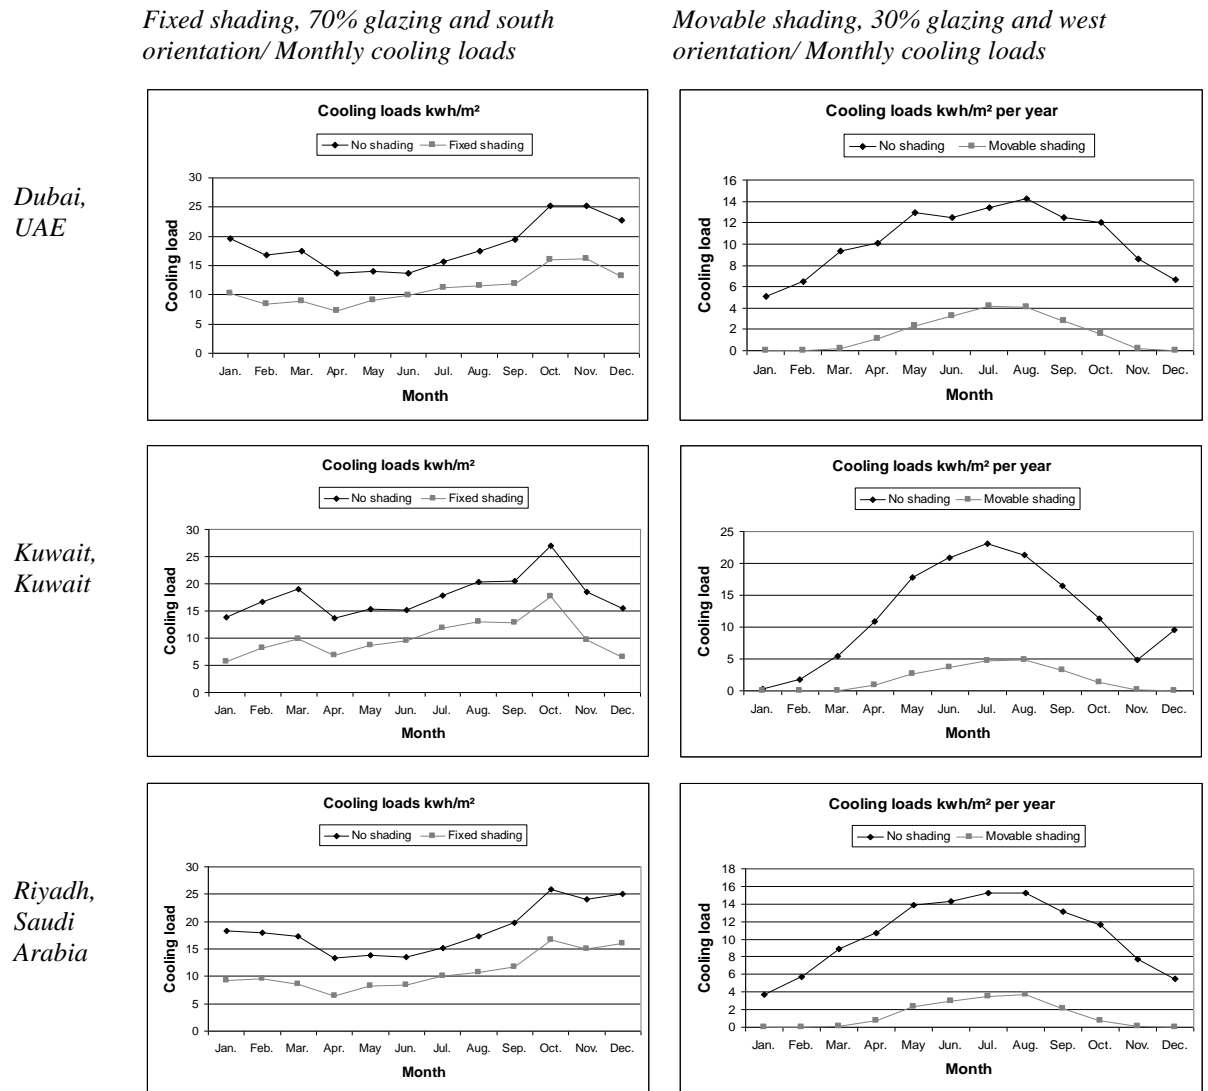 Fixed shading, 70% glazing and south
orientation/ Monthly cooling loads
Movable shading, 30% glazing and west
orientation/ Monthly cooling loads
Dubai,
UAE
Cooling loads kwh/m²
No shading Fixed shading
30
25
20
15
10
5
0
Cooling load
Jan. Feb. Mar. Apr. May Jun. Jul. Aug. Sep. Oct. Nov. Dec.
Month
Cooling loads kwh/m² per year
No shading Movable shading
16
14
12
10
8
6
4
2
0
Cooling load
Jan. Feb. Mar. Apr. May Jun. Jul. Aug. Sep. Oct. Nov. Dec.
Month
Kuwait,
Kuwait
Cooling loads kwh/m²
No shading Fixed shading
30
25
20
15
10
5
0
Cooling load
Jan. Feb. Mar. Apr. May Jun. Jul. Aug. Sep. Oct. Nov. Dec.
Month
Cooling loads kwh/m² per year
No shading Movable shading
25
20
15
10
5
0
Cooling load
Jan. Feb. Mar. Apr. May Jun. Jul. Aug. Sep. Oct. Nov. Dec.
Month
Riyadh,
Saudi
Arabia
Cooling loads kwh/m²
No shading Fixed shading
30
25
20
15
10
5
0
Cooling load
Jan. Feb. Mar. Apr. May Jun. Jul. Aug. Sep. Oct. Nov. Dec.
Month
Cooling loads kwh/m² per year
No shading Movable shading
18
16
14
12
10
8
6
4
2
0
Cooling load
Jan. Feb. Mar. Apr. May Jun. Jul. Aug. Sep. Oct. Nov. Dec.
Month